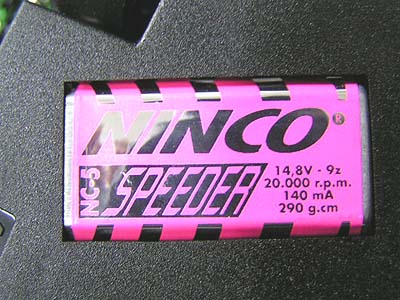 NINCO®
NC-5 SPEEDER
14,8V - 9z
20.000 r.p.m.
140 mA
290 g.cm